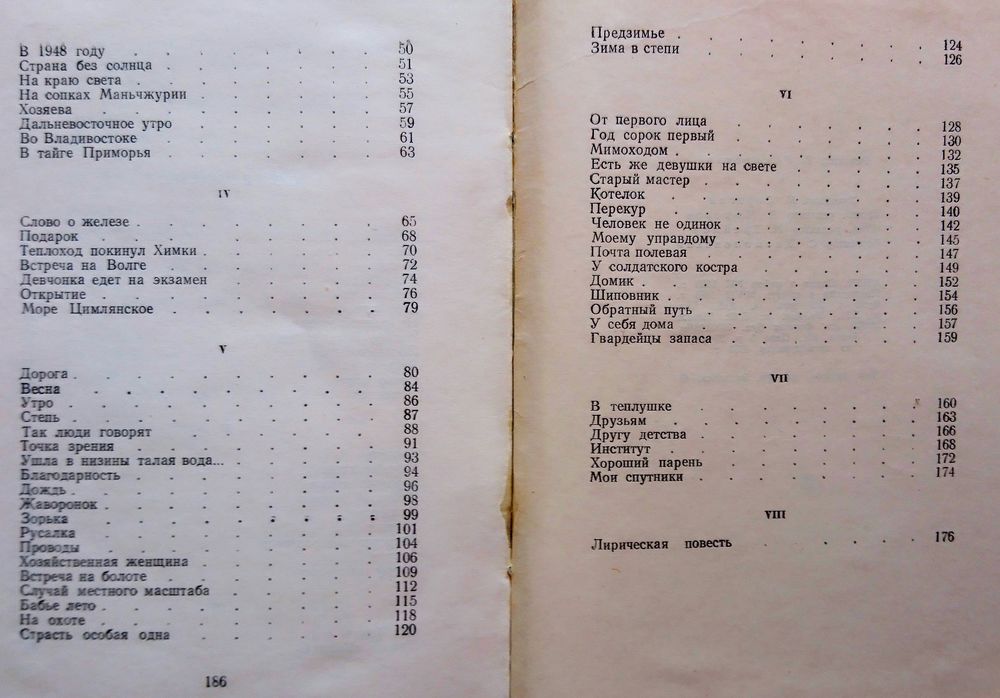 В 1948 году . . . . . . . 50
Страна без солнца . . . . . . 51
На краю света . . . . . . . 53
На сопках Маньчжурии . . . . . 55
Хозяева . . . . . . . . 57
Дальневосточное утро . . . . . . 59
Во Владивостоке . . . . . . 61
В тайге Приморья . . . . . . 63
IV
Слово о железе . . . . . . . 65
Подарок . . . . . . . . 68
Теплоход покинул Химки . . . . . 70
Встреча на Волге . . . . . . 72
Девчонка едет на экзамен . . . . . 74
Открытие . . . . . . . . 76
Море Цимлянское . . . . . . 79
V
Дорога . . . . . . . . . 80
Весна . . . . . . . . . 84
Утро . . . . . . . . . 86
Степь . . . . . . . . . 87
Так люди говорят . . . . . . 88
Точка зрения . . . . . . . 91
Ушла в низины талая вода... . . . . . 93
Благодарность . . . . . . . 94
Дождь . . . . . . . . . 96
Жаворонок . . . . . . . . 98
Зорька . . . . . . . . 99
Русалка . . . . . . . . 101
Проводы . . . . . . . . 104
Хозяйственная женщина . . . . . . 106
Встреча на болоте . . . . . . 109
Случай местного масштаба . . . . . 112
Бабье лето . . . . . . . . 115
На охоте . . . . . . . . 118
Страсть особая одна . . . . . 120
186
Предзимье . . . . . . . . 124
Зима в степи . . . . . . . 126
VI
От первого лица . . . . . . 128
Год сорок первый . . . . . . 130
Мимоходом . . . . . . . . 132
Есть же девушки на свете . . . . . 135
Старый мастер . . . . . . . 137
Котелок . . . . . . . . 139
Перекур . . . . . . . . 140
Человек не одинок . . . . . . 142
Моему управдому . . . . . . 145
Почта полевая . . . . . . . 147
У солдатского костра . . . . . . 149
Домик . . . . . . . . . 152
Шиповник . . . . . . . . 154
Обратный путь . . . . . . . 156
У себя дома . . . . . . . 157
Гвардейцы запаса . . . . . . 159
VII
В теплушке . . . . . . . 160
Друзьям . . . . . . . . 163
Другу детства . . . . . . . 166
Институт . . . . . . . . 168
Хороший парень . . . . . . 172
Мои спутники . . . . . . . 174
VIII
Лирическая повесть . . . . 176